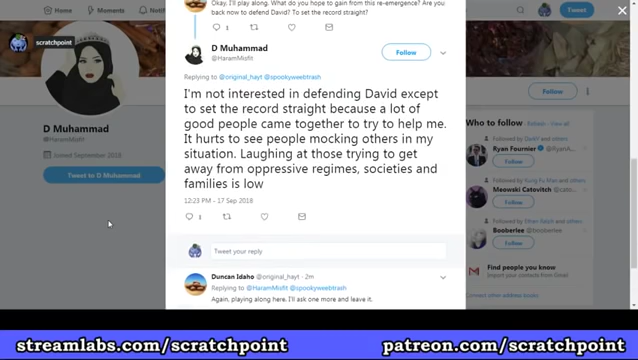 Okay. I'll play along. What do you hope to gain from this re-emergence? Are you
back now to defend David? To set the record straight?
Home
Moments
Tweet
scratchpoint
D Muhammad
@HaramMisfit
Follow
Replying to @original_hayt @spookyweebtrash
I'm not interested in defending David except
to set the record straight because a lot of
good people came together to try to help me.
It hurts to see people mocking others in my
situation. Laughing at those trying to get
away from oppressive regimes, societies and
families is low
12:23 PM - 17 Sep 2018
D Muhammad
@HaramMisfit
Joined September 2018
Tweet to D Muhammad
Follow
Who to follow
Ryan Fournier
@RyanA...
Follow
Meowski Catovitch
Follow
Booberlee
Follow
Find people you know
Tweet your reply
Duncan Idaho @original_hayt · 2m
Replying to @HaramMisfit @spookyweebtrash
Again, playing along here. I'll ask one more and leave it.
streamlabs.com/scratchpoint
patreon.com/scratchpoint